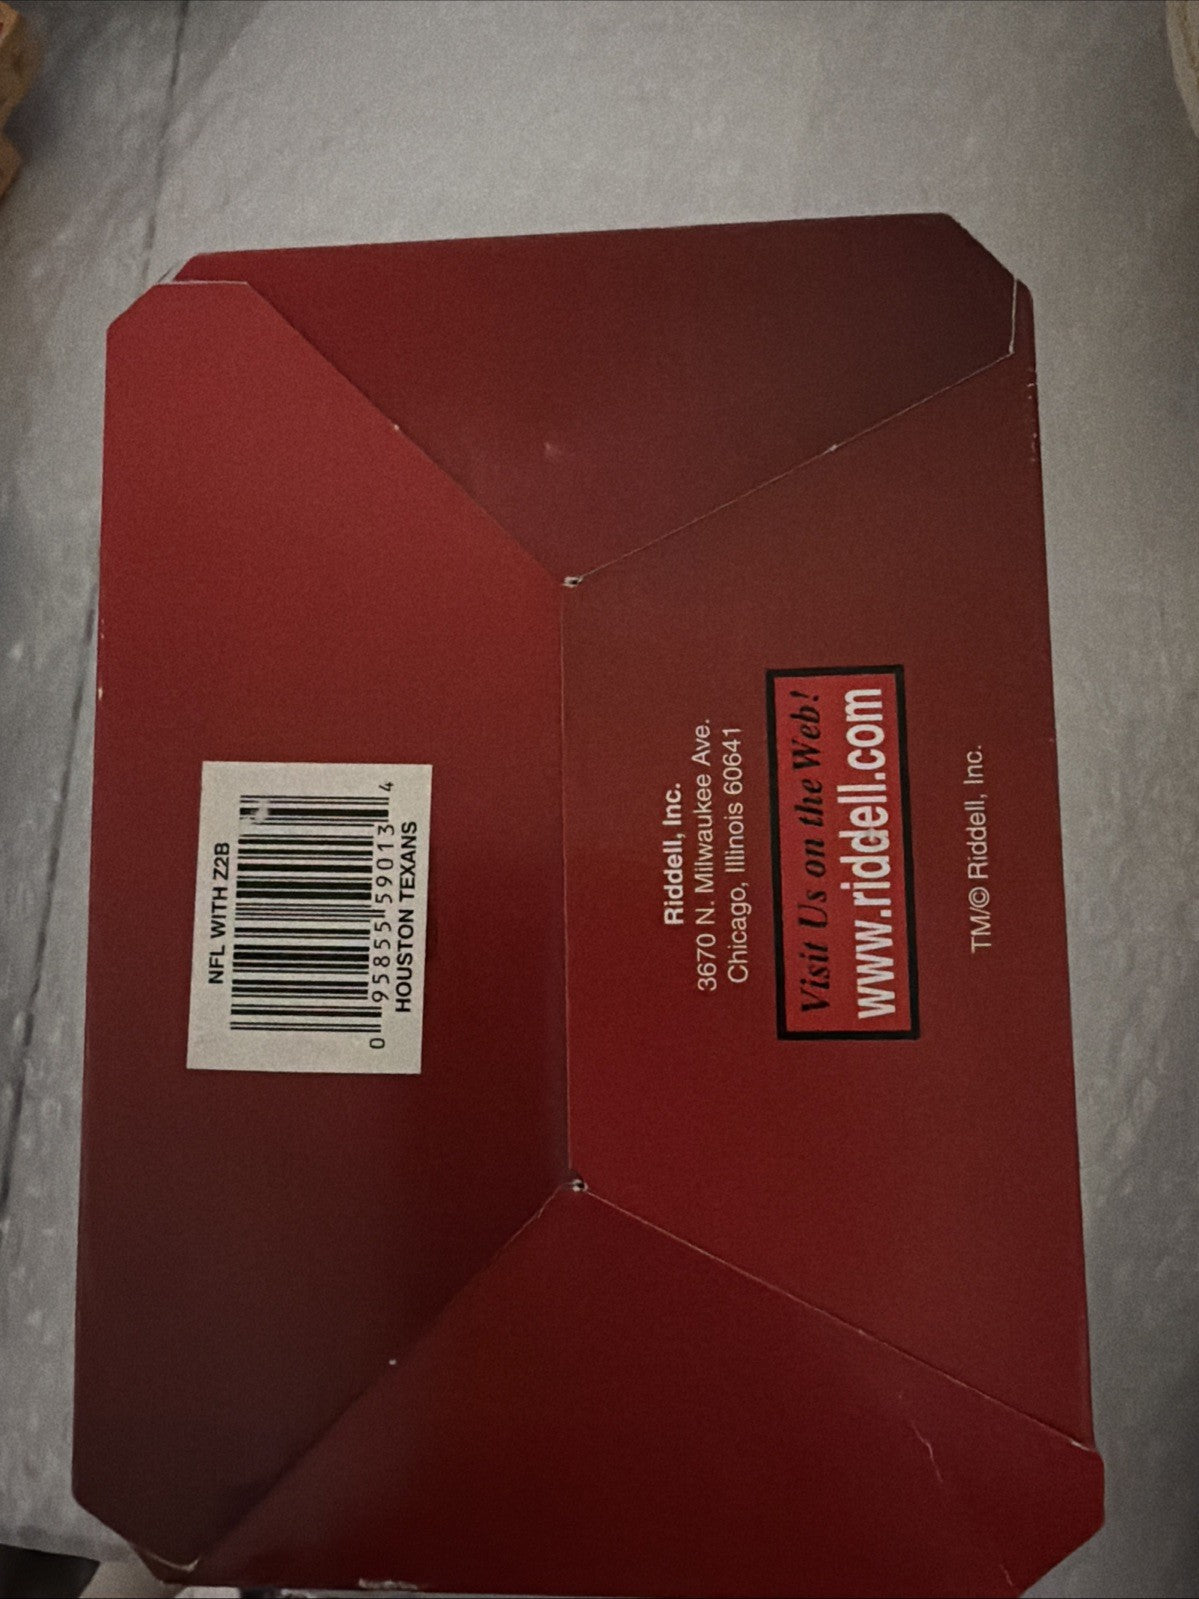 NFL WITH Z2B
0 95855 59013 4
HOUSTON TEXANS
Riddell, Inc.
3670 N. Milwaukee Ave.
Chicago, Illinois 60641
Visit Us on the Web!
www.riddell.com
TM/© Riddell, Inc.